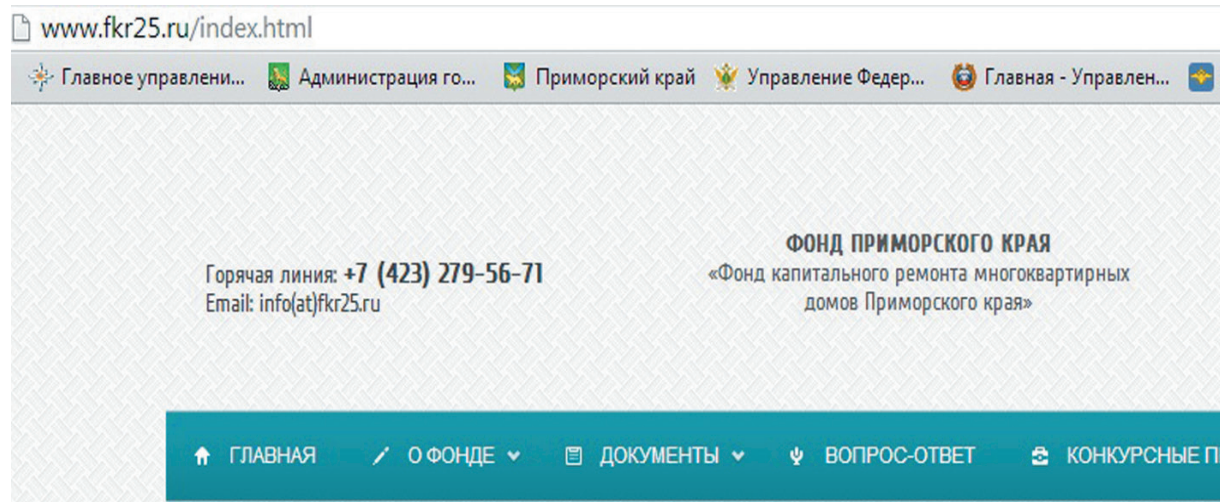 www.fkr25.ru/index.html
Главное управлени... Администрация го... Приморский край Управление Федер... Главная - Управлен...
ФОНД ПРИМОРСКОГО КРАЯ
Горячая линия: +7 (423) 279-56-71
«Фонд капитального ремонта многоквартирных
Email: info(at)fkr25.ru
домов Приморского края»
ГЛАВНАЯ О ФОНДЕ ДОКУМЕНТЫ ВОПРОС-ОТВЕТ КОНКУРСНЫЕ П